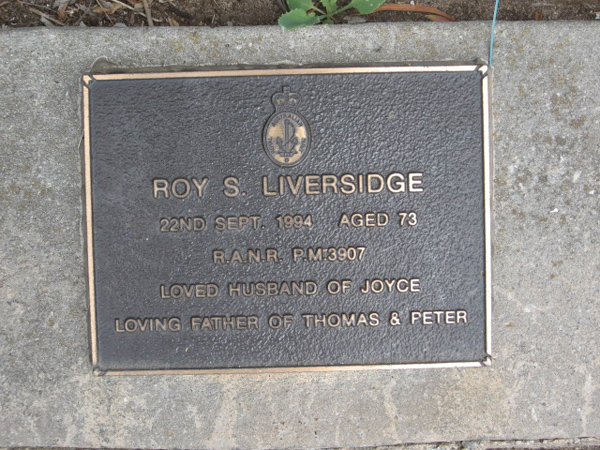 ROY S. LIVERSIDGE
22ND SEPT. 1994 AGED 73
R.A.N.R. P.M.3907
LOVED HUSBAND OF JOYCE
LOVING FATHER OF THOMAS & PETER